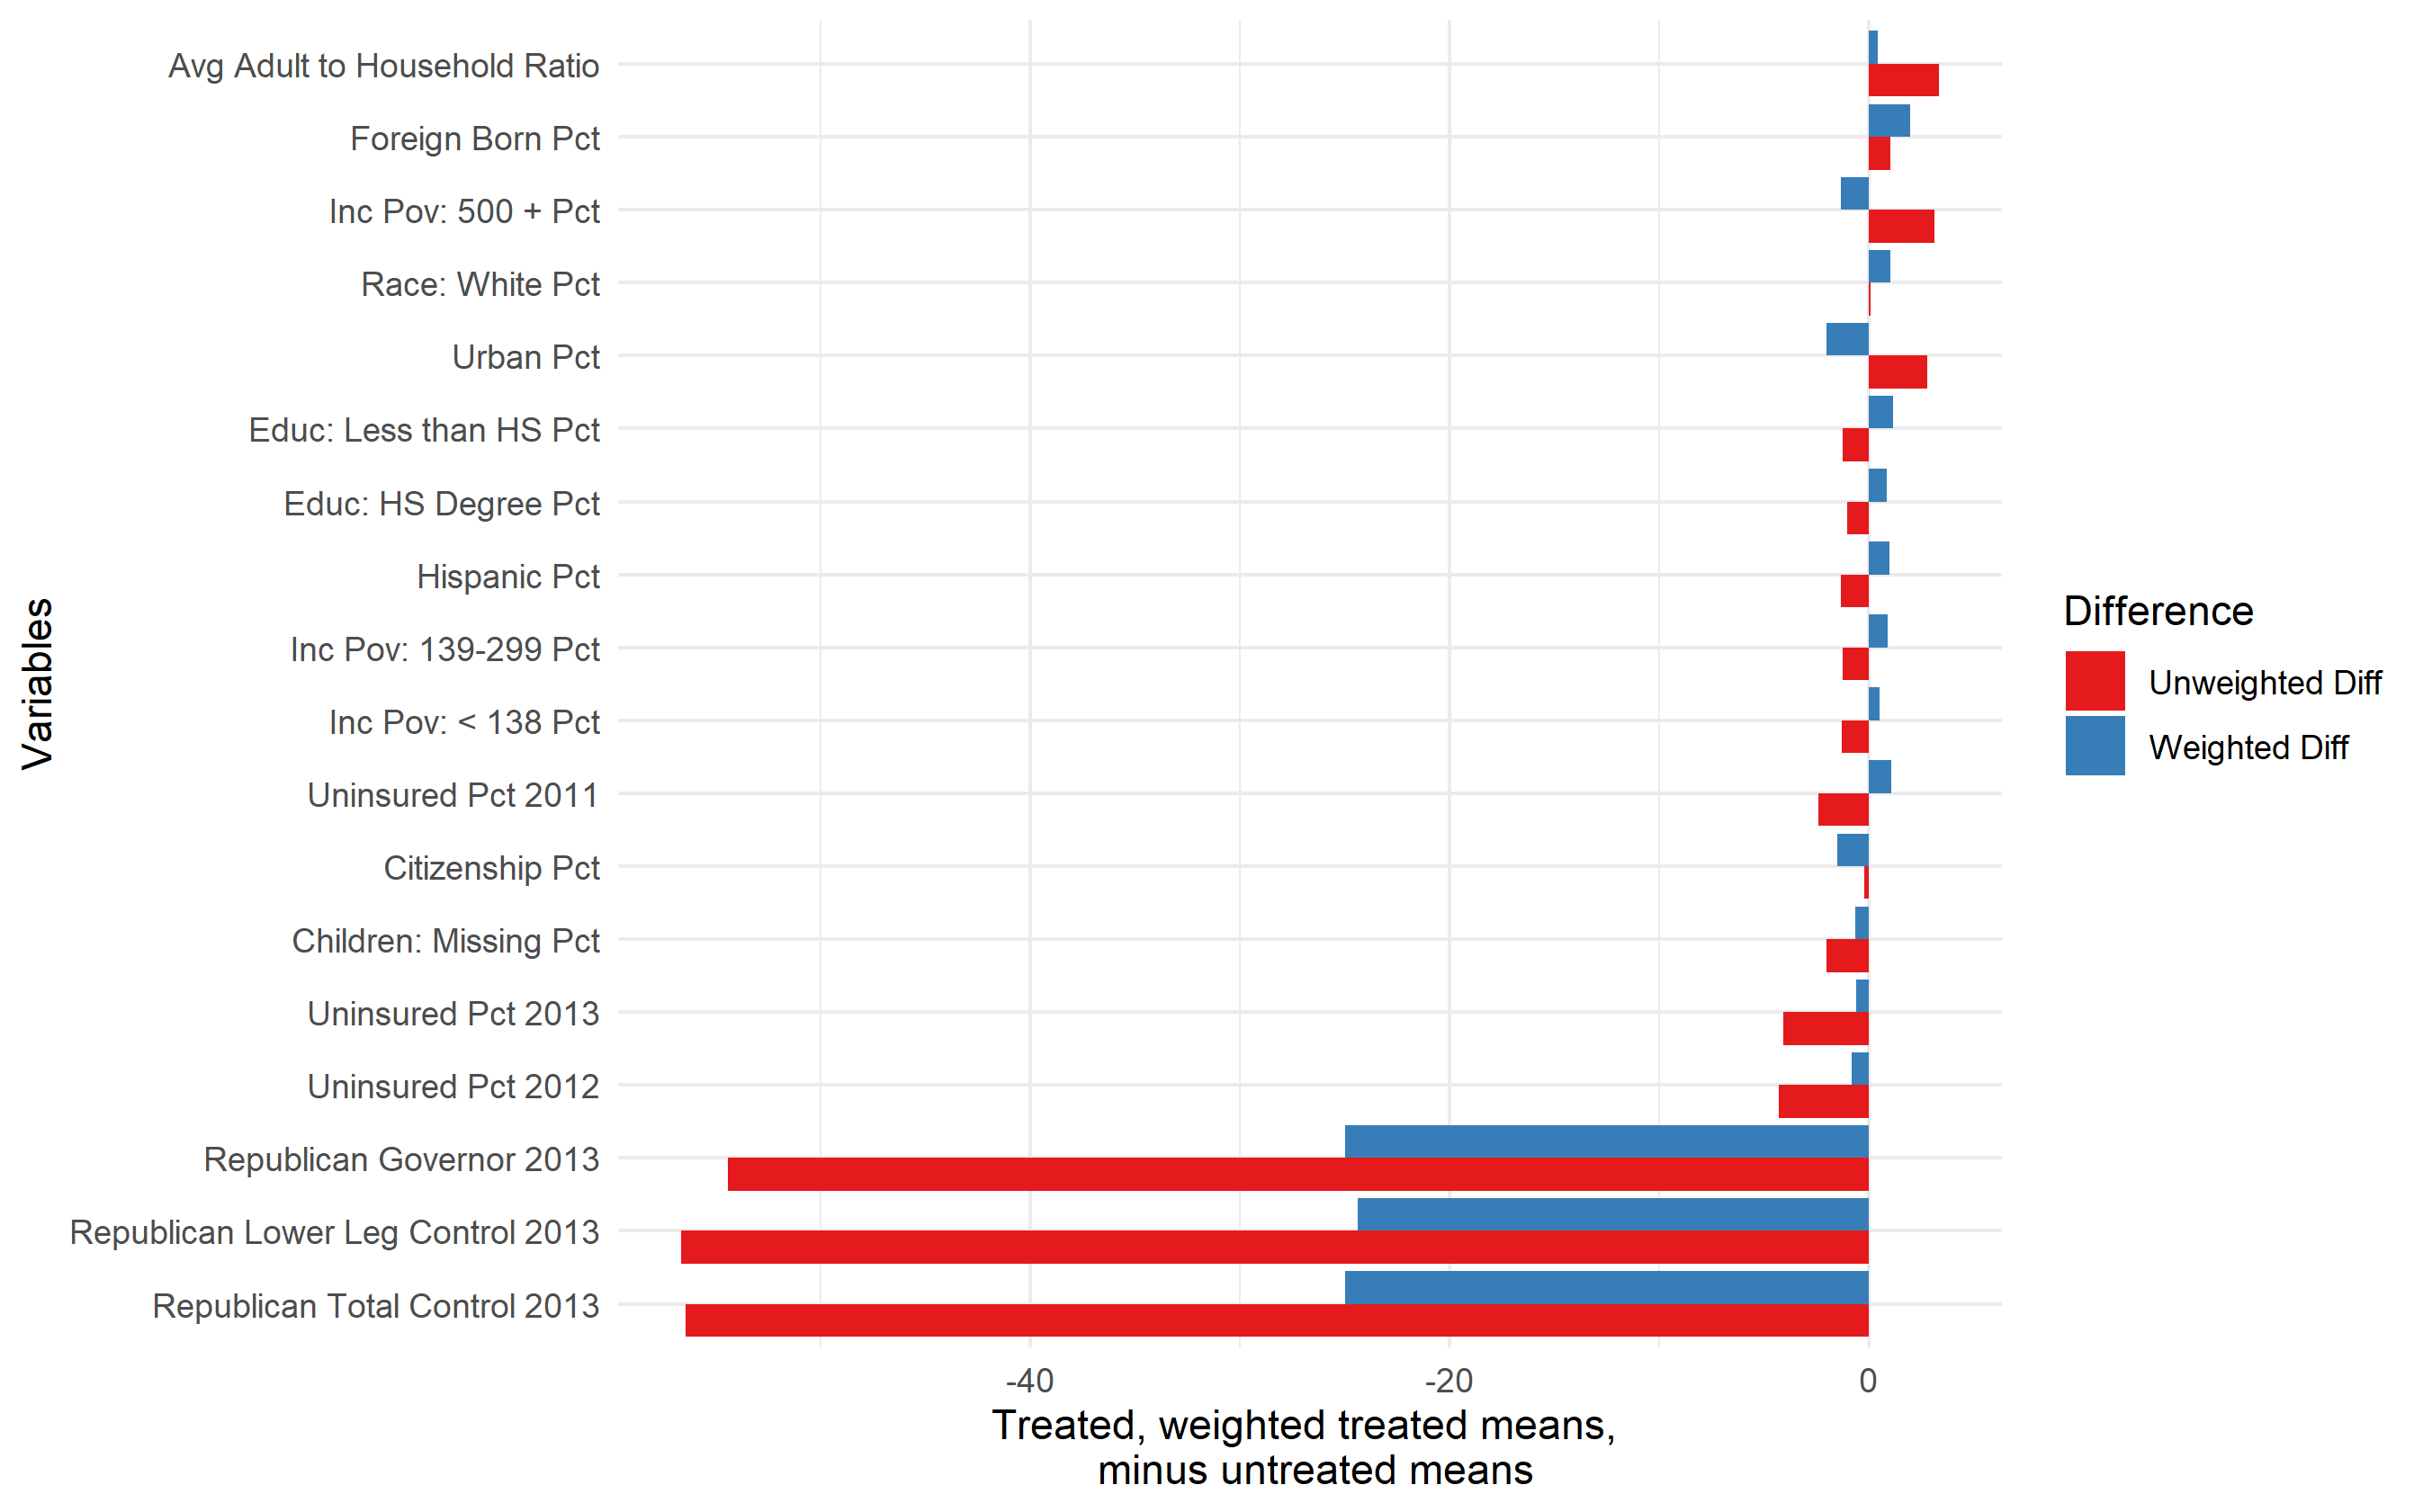 Variables
Avg Adult to Household Ratio
Foreign Born Pct
Inc Pov: 500 + Pct
Race: White Pct
Urban Pct
Educ: Less than HS Pct
Educ: HS Degree Pct
Hispanic Pct
Inc Pov: 139-299 Pct
Inc Pov: < 138 Pct
Uninsured Pct 2011
Citizenship Pct
Children: Missing Pct
Uninsured Pct 2013
Uninsured Pct 2012
Republican Governor 2013
Republican Lower Leg Control 2013
Republican Total Control 2013
-40
-20
0
Treated, weighted treated means,
minus untreated means
Difference
Unweighted Diff
Weighted Diff